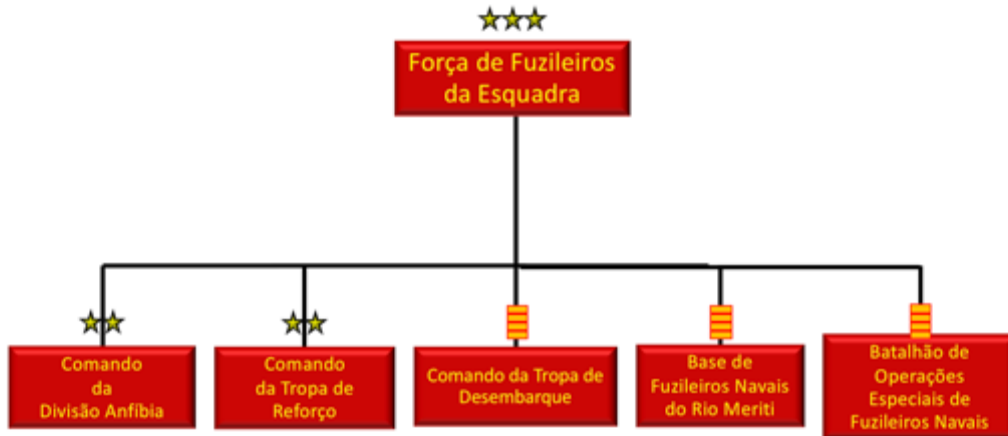 Força de Fuzileiros
da Esquadra
Comando
da
Divisão Anfíbia
Comando
da Tropa de
Reforço
Comando da Tropa de
Desembarque
Base de
Fuzileiros Navais
do Rio Meriti
Batalhão de
Operações
Especiais de
Fuzileiros Navais